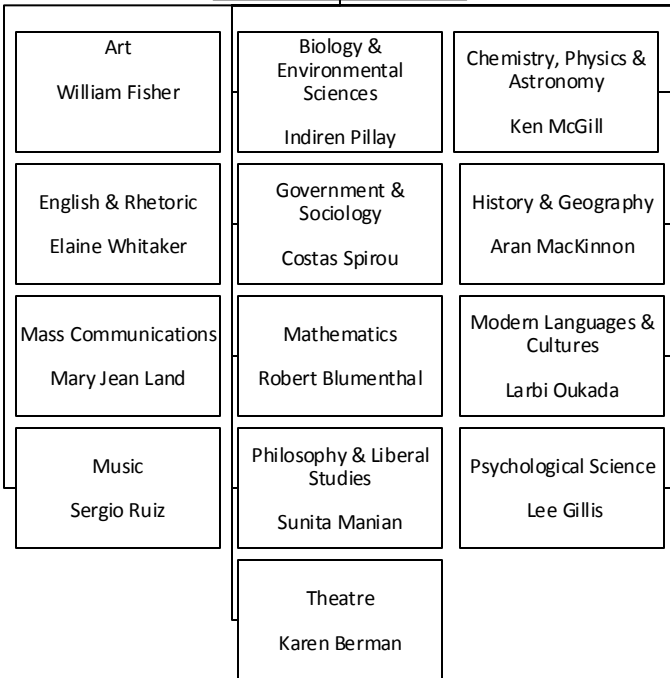 Art
William Fisher
Biology &
Environmental
Sciences
Indiren Pillay
Chemistry, Physics &
Astronomy
Ken McGill
English & Rhetoric
Elaine Whitaker
Government &
Sociology
Costas Spirou
History & Geography
Aran MacKinnon
Mass Communications
Mary Jean Land
Mathematics
Robert Blumenthal
Modern Languages &
Cultures
Larbi Oukada
Music
Sergio Ruiz
Philosophy & Liberal
Studies
Sunita Manian
Psychological Science
Lee Gillis
Theatre
Karen Berman